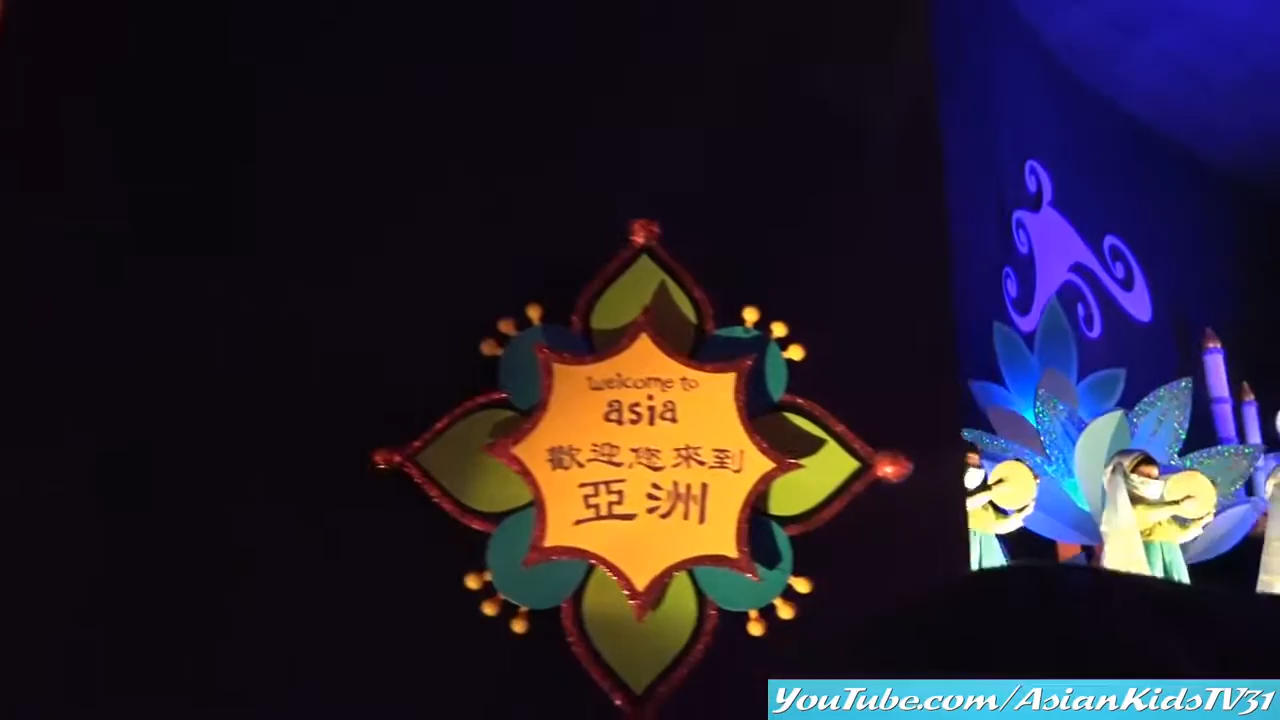 welcome to
asia
歡迎您來到
亞洲
YouTube.com/AsianKidsTV31